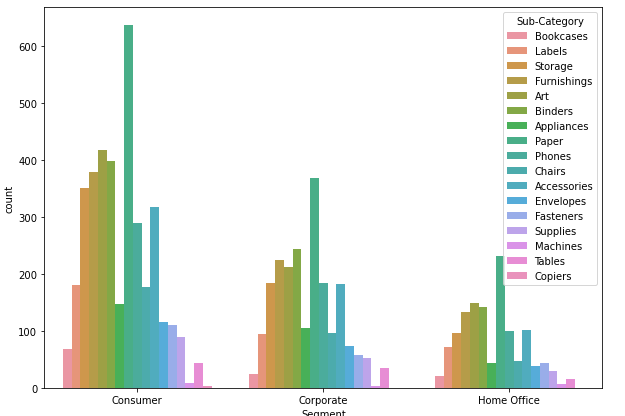 Sub-Category
Bookcases
Labels
Storage
Furnishings
Art
Binders
Appliances
Paper
Phones
Chairs
Accessories
Envelopes
Fasteners
Supplies
Machines
Tables
Copiers
600
500
400
300
200
100
0
count
Consumer
Corporate
Home Office
Segment